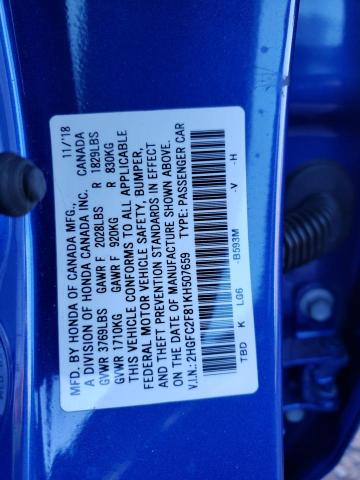 MFD. BY HONDA OF CANADA MFG., 11/'18
A DIVISION OF HONDA CANADA INC. CANADA
GVWR 3769LBS GAWR F 2028LBS R 1829LBS
GVWR 1710KG GAWR F 920KG R 830KG
THIS VEHICLE CONFORMS TO ALL APPLICABLE
FEDERAL MOTOR VEHICLE SAFETY, BUMPER,
AND THEFT PREVENTION STANDARDS IN EFFECT
ON THE DATE OF MANUFACTURE SHOWN ABOVE.
V.I.N.: 2HGFC2F81KH507659 TYPE: PASSENGER CAR
TBD K LG6 -B593M -V -H